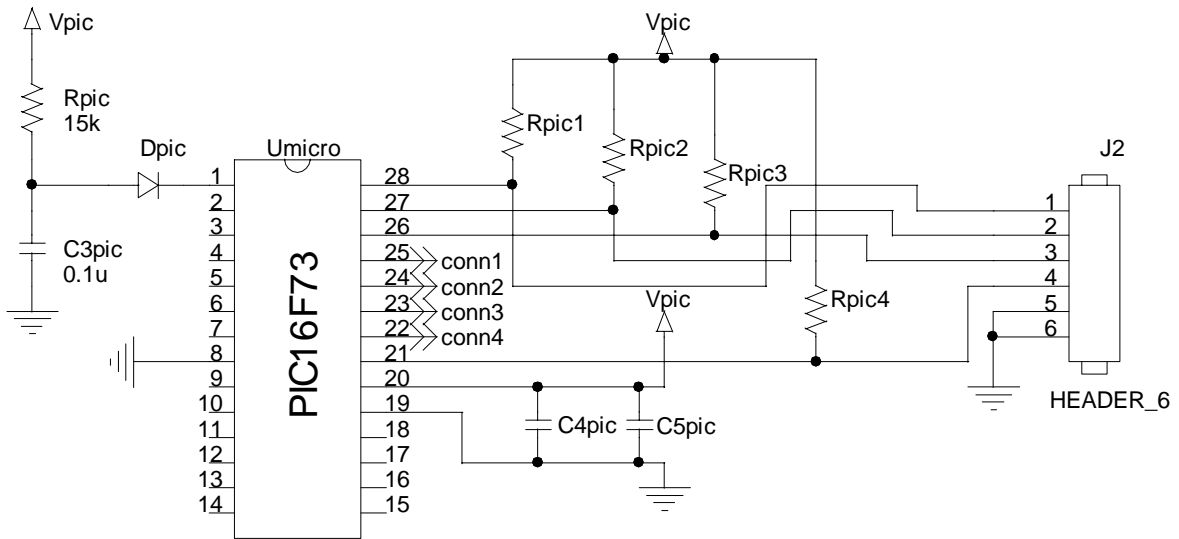 Vpic
Vpic
Rpic
15k
Rpic1
Rpic2
Rpic3
Dpic
Umicro
J2
1
2
3
4
5
6
7
8
9
10
11
12
13
14
PIC16F73
28
27
26
25
24
23
22
21
20
19
18
17
16
15
C3pic
0.1u
conn1
conn2
conn3
conn4
Vpic
Rpic4
C4pic
C5pic
1
2
3
4
5
6
HEADER_6